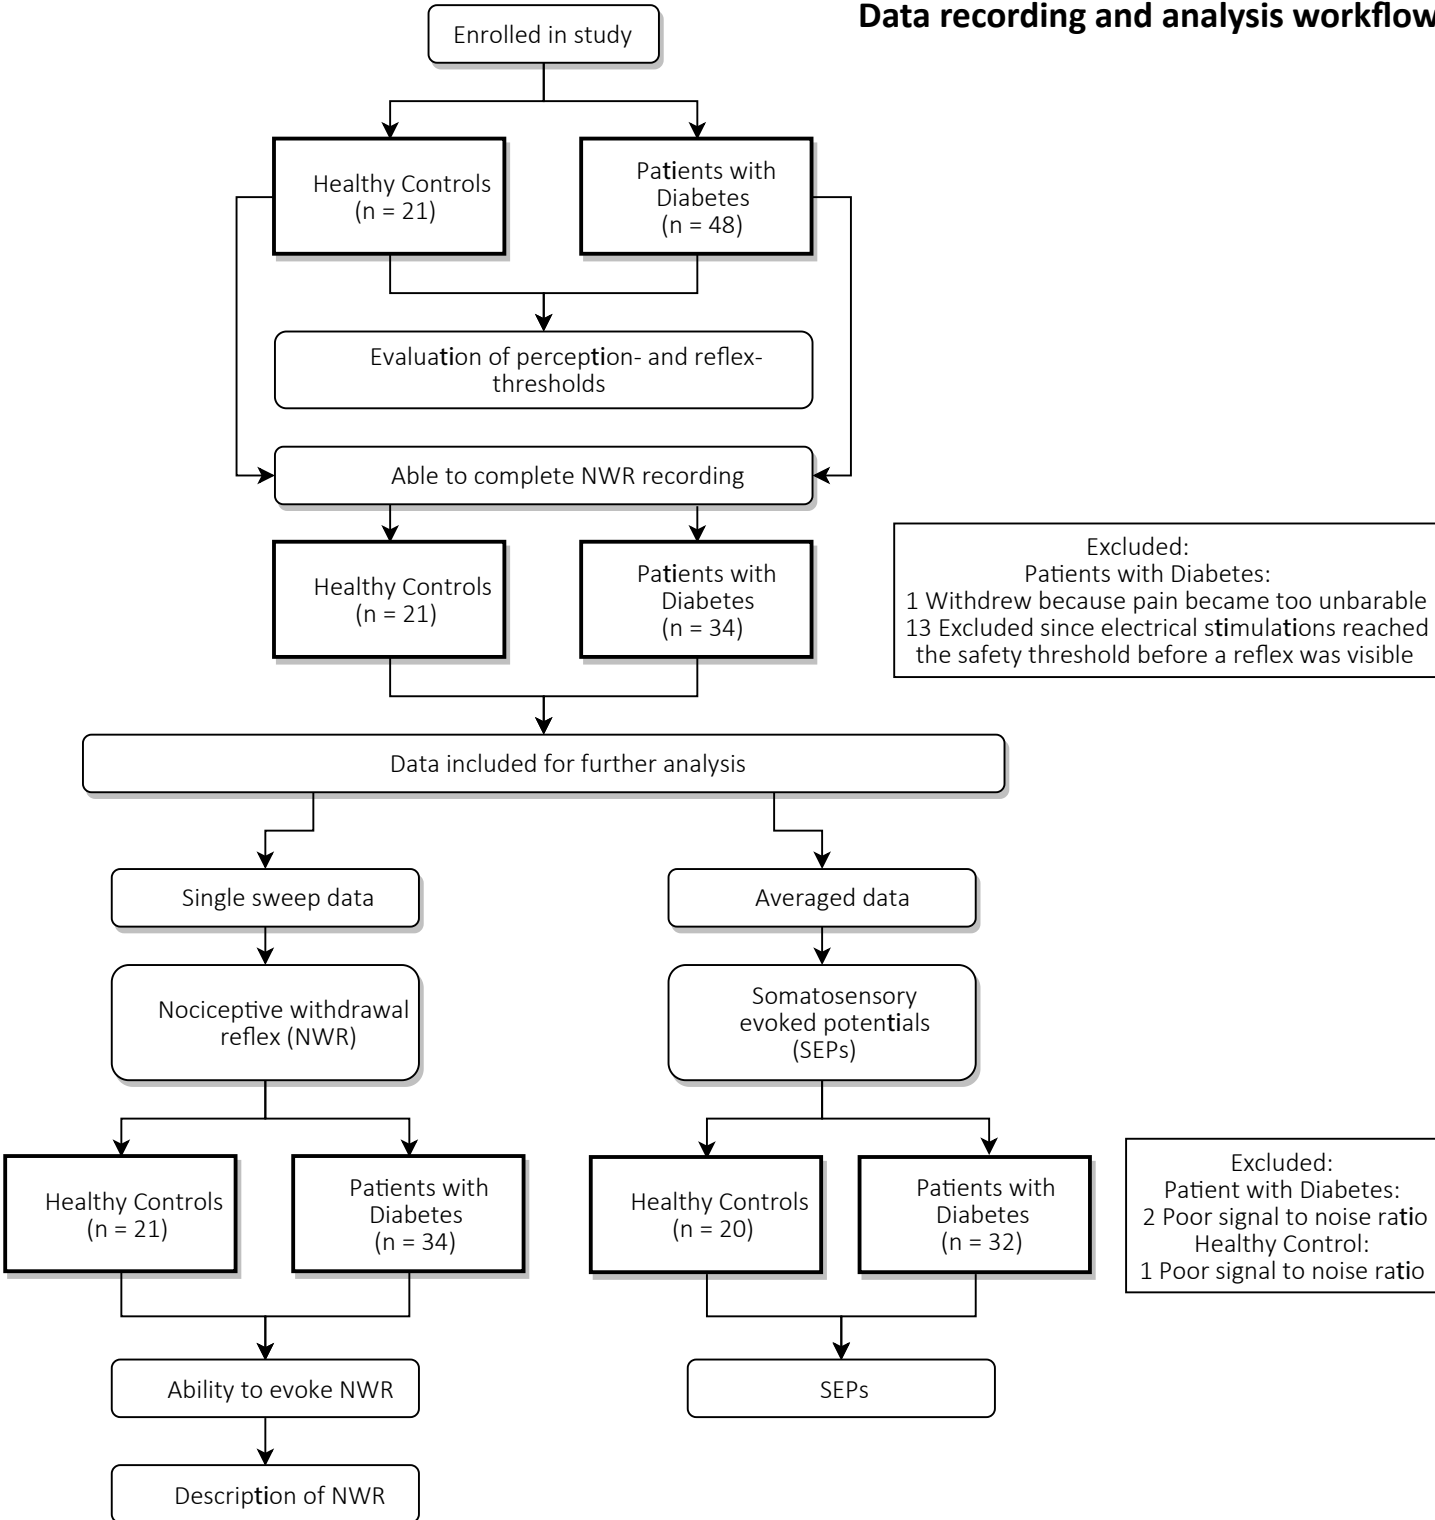 Data recording and analysis workflow
Enrolled in study
Healthy Controls
(n = 21)
Patients with
Diabetes
(n = 48)
Evaluation of perception- and reflex-
thresholds
Able to complete NWR recording
Healthy Controls
(n = 21)
Patients with
Diabetes
(n = 34)
Excluded:
Patients with Diabetes:
1 Withdrew because pain became too unbarable
13 Excluded since electrical stimulations reached
the safety threshold before a reflex was visible
Data included for further analysis
Single sweep data
Averaged data
Nociceptive withdrawal
reflex (NWR)
Somatosensory
evoked potentials
(SEPs)
Healthy Controls
(n = 21)
Patients with
Diabetes
(n = 34)
Healthy Controls
(n = 20)
Patients with
Diabetes
(n = 32)
Excluded:
Patient with Diabetes:
2 Poor signal to noise ratio
Healthy Control:
1 Poor signal to noise ratio
Ability to evoke NWR
SEPs
Description of NWR